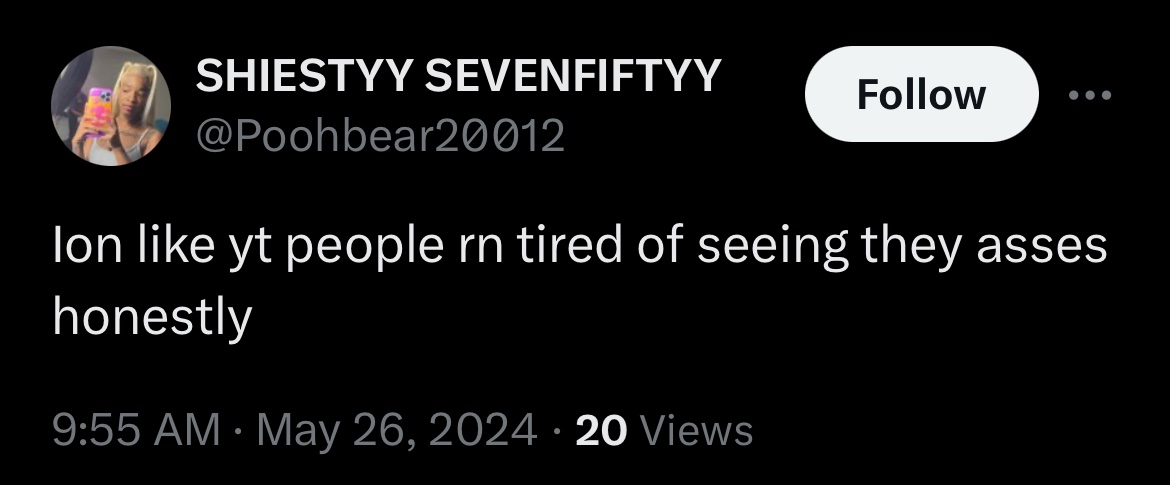 SHIESTYY SEVENFIFTYY
Follow
@Poohbear20012
Ion like yt people rn tired of seeing they asses
honestly
9:55 AM · May 26, 2024 · 20 Views